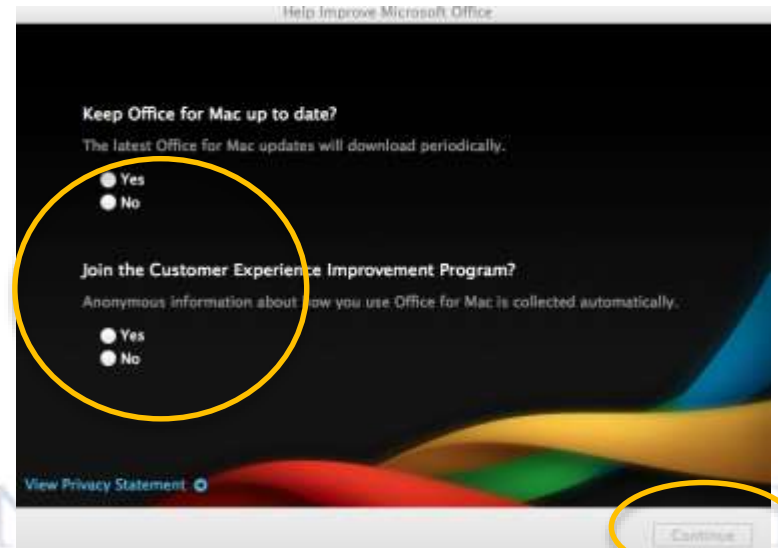 Help Improve Microsoft Office
Keep Office for Mac up to date?
The latest Office for Mac updates will download periodically.
Yes
No
Join the Customer Experience Improvement Program?
Anonymous information about how you use Office for Mac is collected automatically.
Yes
No
View Privacy Statement
Continue